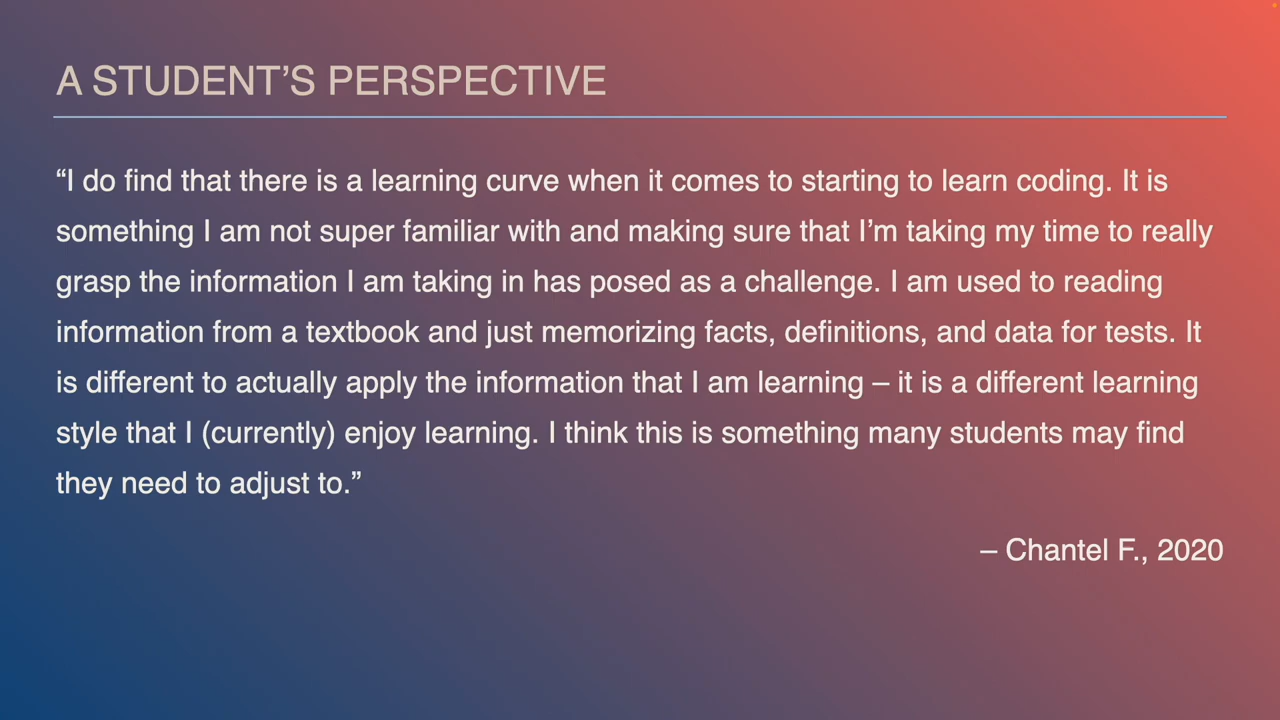 A STUDENT’S PERSPECTIVE
“I do find that there is a learning curve when it comes to starting to learn coding. It is
something I am not super familiar with and making sure that I’m taking my time to really
grasp the information I am taking in has posed as a challenge. I am used to reading
information from a textbook and just memorizing facts, definitions, and data for tests. It
is different to actually apply the information that I am learning – it is a different learning
style that I (currently) enjoy learning. I think this is something many students may find
they need to adjust to.”
– Chantel F., 2020